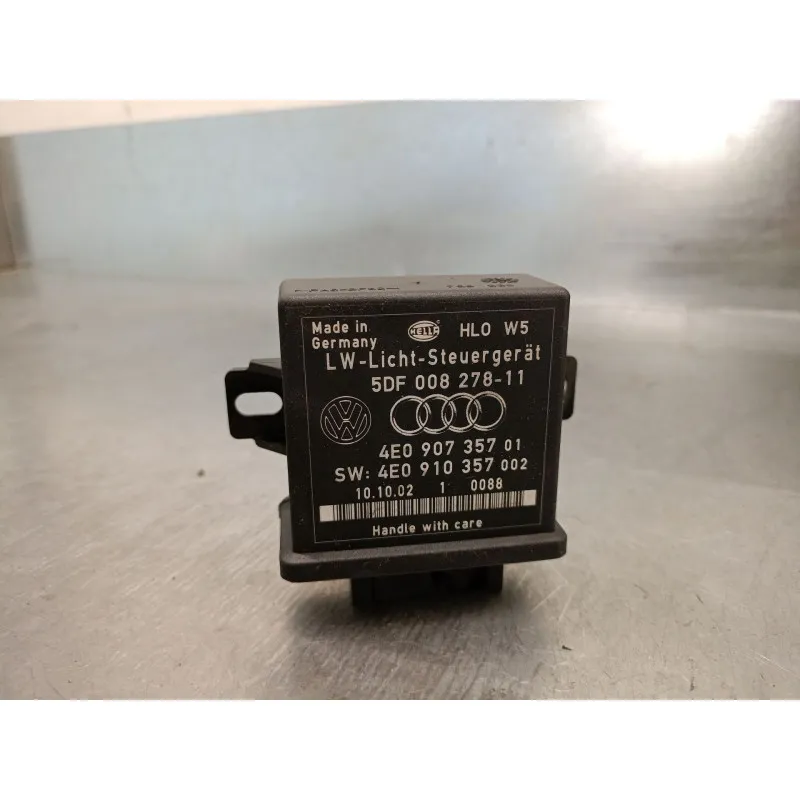 Made in Germany HELLA HLO W5
LW-Licht-Steuergerät
5DF 008 278-11
4E0 907 357 01
SW: 4E0 910 357 002
10.10.02 1 0088
Handle with care